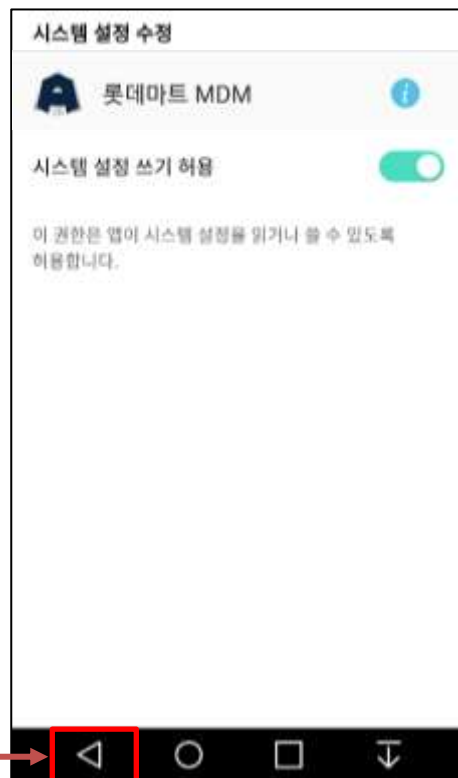 시스템 설정 수정
롯데마트 MDM
시스템 설정 쓰기 허용
이 권한은 앱이 시스템 설정을 읽거나 쓸 수 있도록
허용합니다.